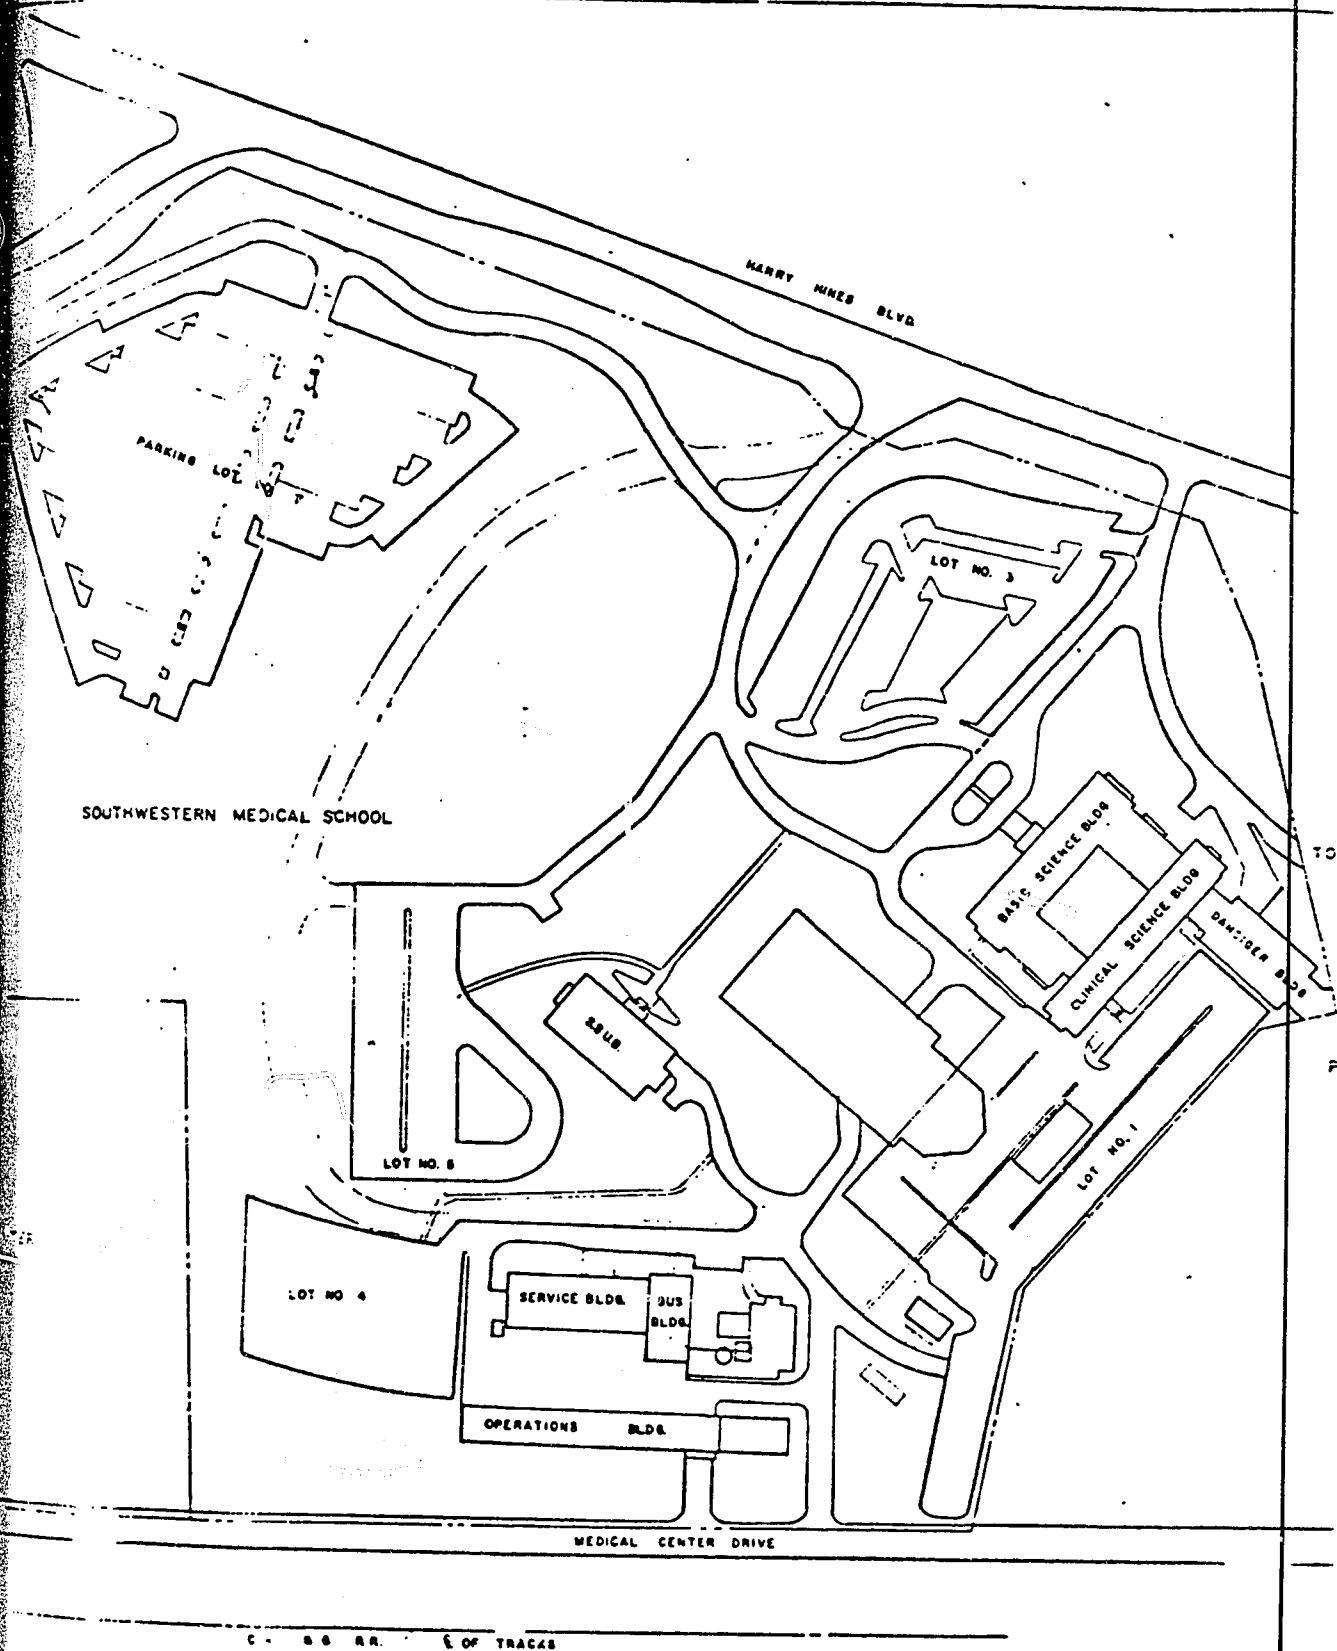 HARRY HINES BLVD.
LOT NO. 3
PARKING LOT
SOUTHWESTERN MEDICAL SCHOOL
BASIC SCIENCE BLDG
CLINICAL SCIENCE BLDG
DANCIGER BLDG
TO
P
S.S.U.B.
LOT NO. 1
LOT NO. 5
LOT NO 4
SERVICE BLDG.
BUS
BLDG.
OPERATIONS BLDG.
MEDICAL CENTER DRIVE
RR. ℄ OF TRACKS